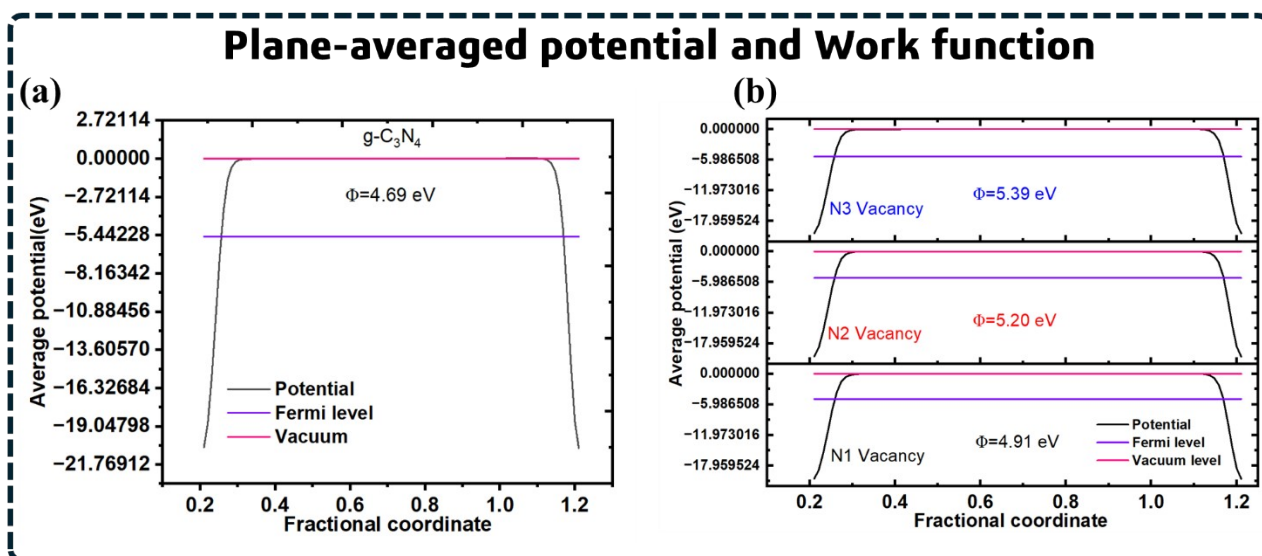 Plane-averaged potential and Work function
(a)
2.72114
0.00000
−2.72114
−5.44228
−8.16342
−10.88456
−13.60570
−16.32684
−19.04798
−21.76912
Average potential(eV)
g-C₃N₄
Φ=4.69 eV
Potential
Fermi level
Vacuum
0.2 0.4 0.6 0.8 1.0 1.2
Fractional coordinate
(b)
Average potential (eV)
0.000000
−5.986508
−11.973016
−17.959524
N3 Vacancy
Φ=5.39 eV
0.000000
−5.986508
−11.973016
−17.959524
N2 Vacancy
Φ=5.20 eV
0.000000
−5.986508
−11.973016
−17.959524
N1 Vacancy
Φ=4.91 eV
Potential
Fermi level
Vacuum level
0.2 0.4 0.6 0.8 1.0 1.2
Fractional coordinate